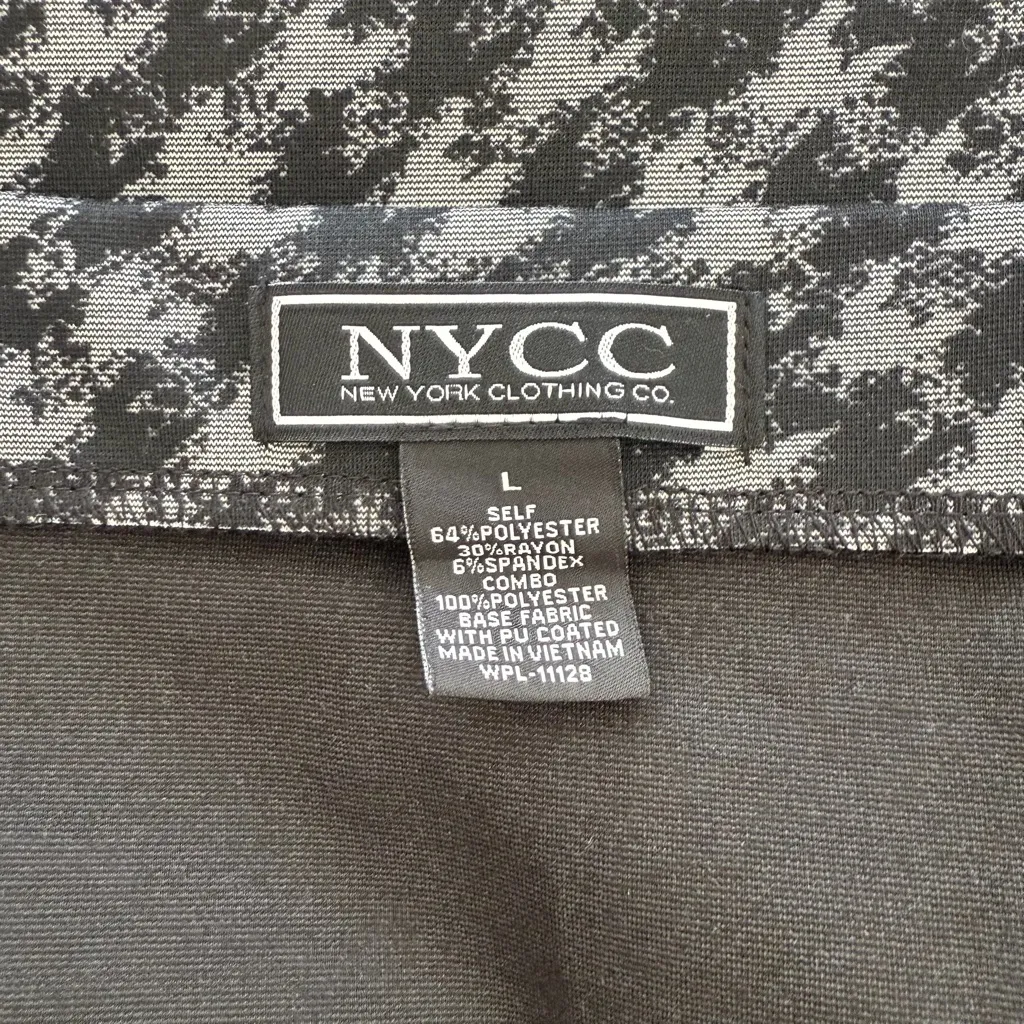 NYCC
NEW YORK CLOTHING CO.
L
SELF
64%POLYESTER
30%RAYON
6%SPANDEX
COMBO
100%POLYESTER
BASE FABRIC
WITH PU COATED
MADE IN VIETNAM
WPL-11128